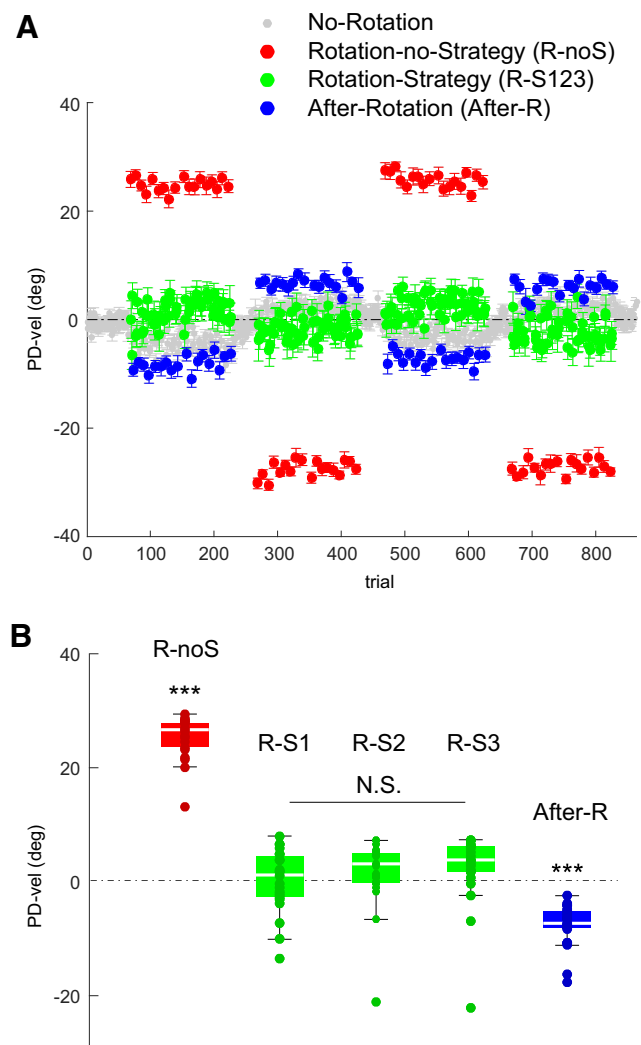 A
No-Rotation
Rotation-no-Strategy (R-noS)
Rotation-Strategy (R-S123)
After-Rotation (After-R)
40
20
0
-20
-40
PD-vel (deg)
0 100 200 300 400 500 600 700 800
trial
B
R-noS
***
R-S1 R-S2 R-S3
N.S.
After-R
***
40
20
0
-20
PD-vel (deg)